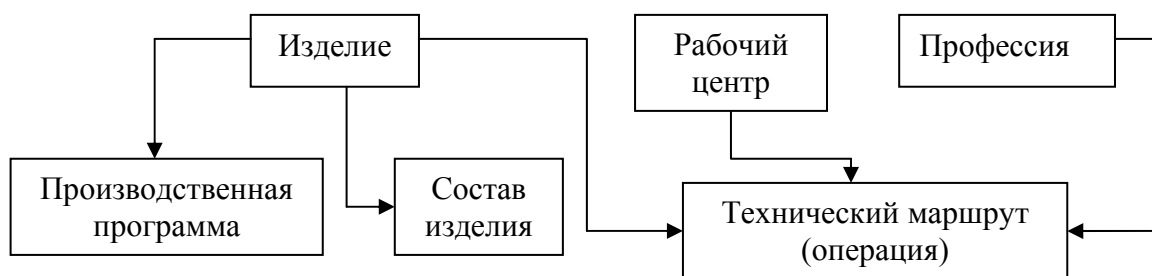 Изделие
Рабочий
центр
Профессия
Производственная
программа
Состав
изделия
Технический маршрут
(операция)